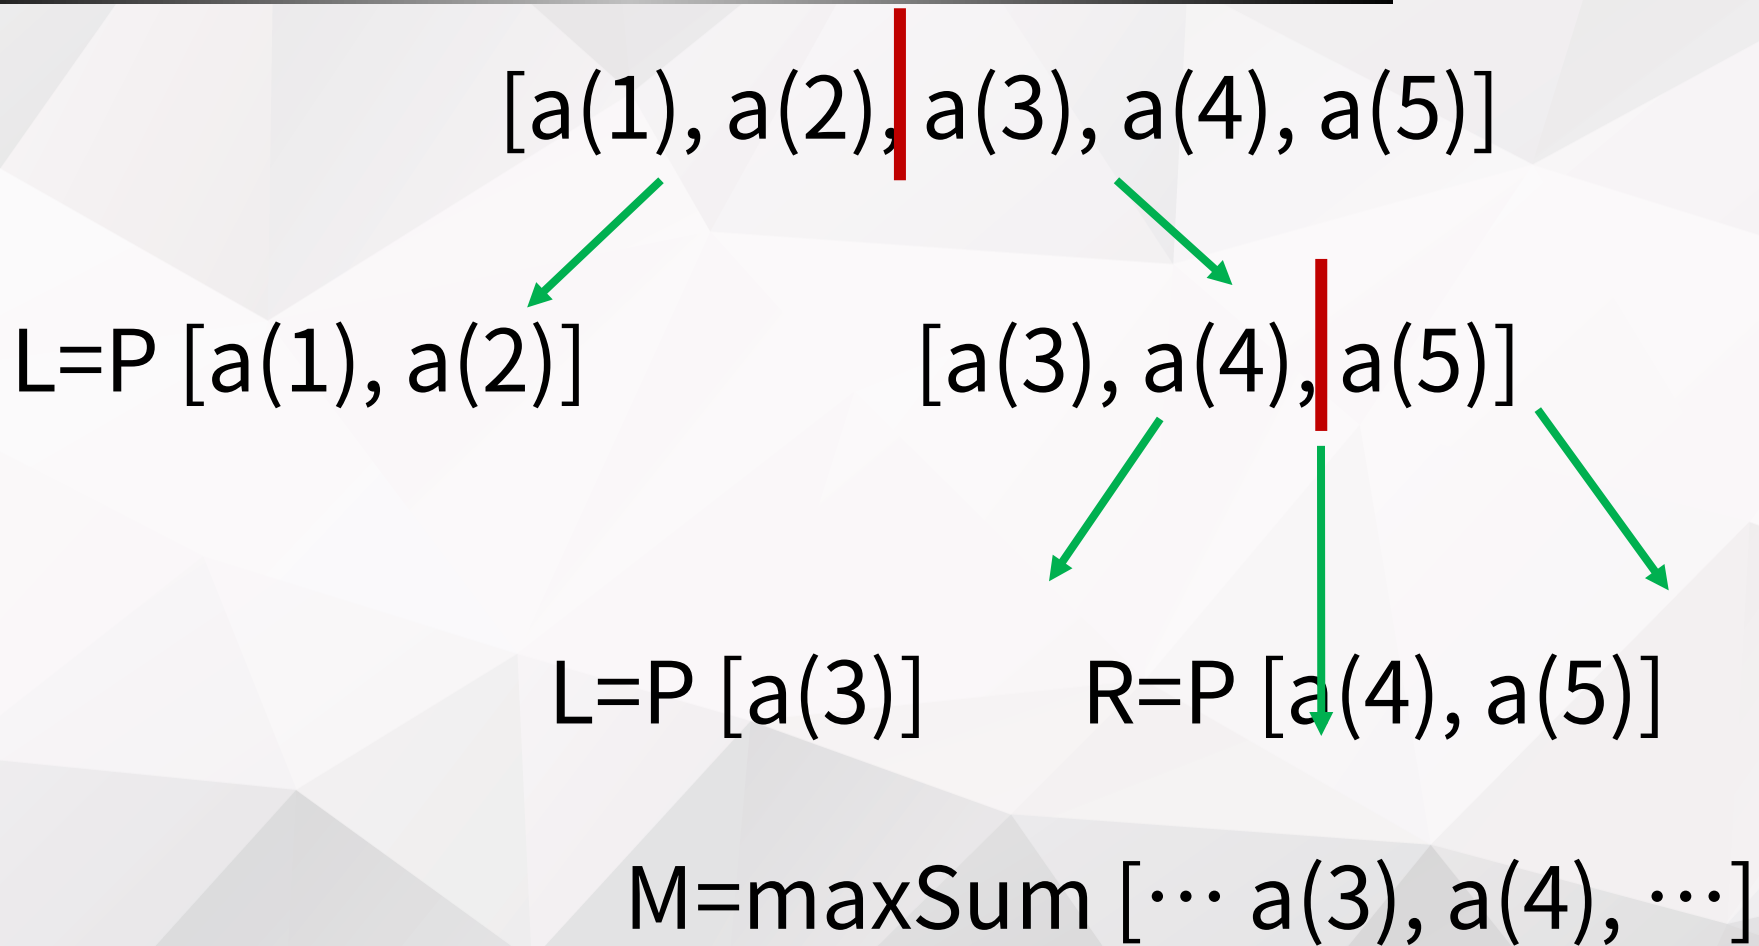 [a(1), a(2), a(3), a(4), a(5)]
L=P [a(1), a(2)]
[a(3), a(4), a(5)]
L=P [a(3)]
R=P [a(4), a(5)]
M=maxSum [⋯ a(3), a(4), ⋯]